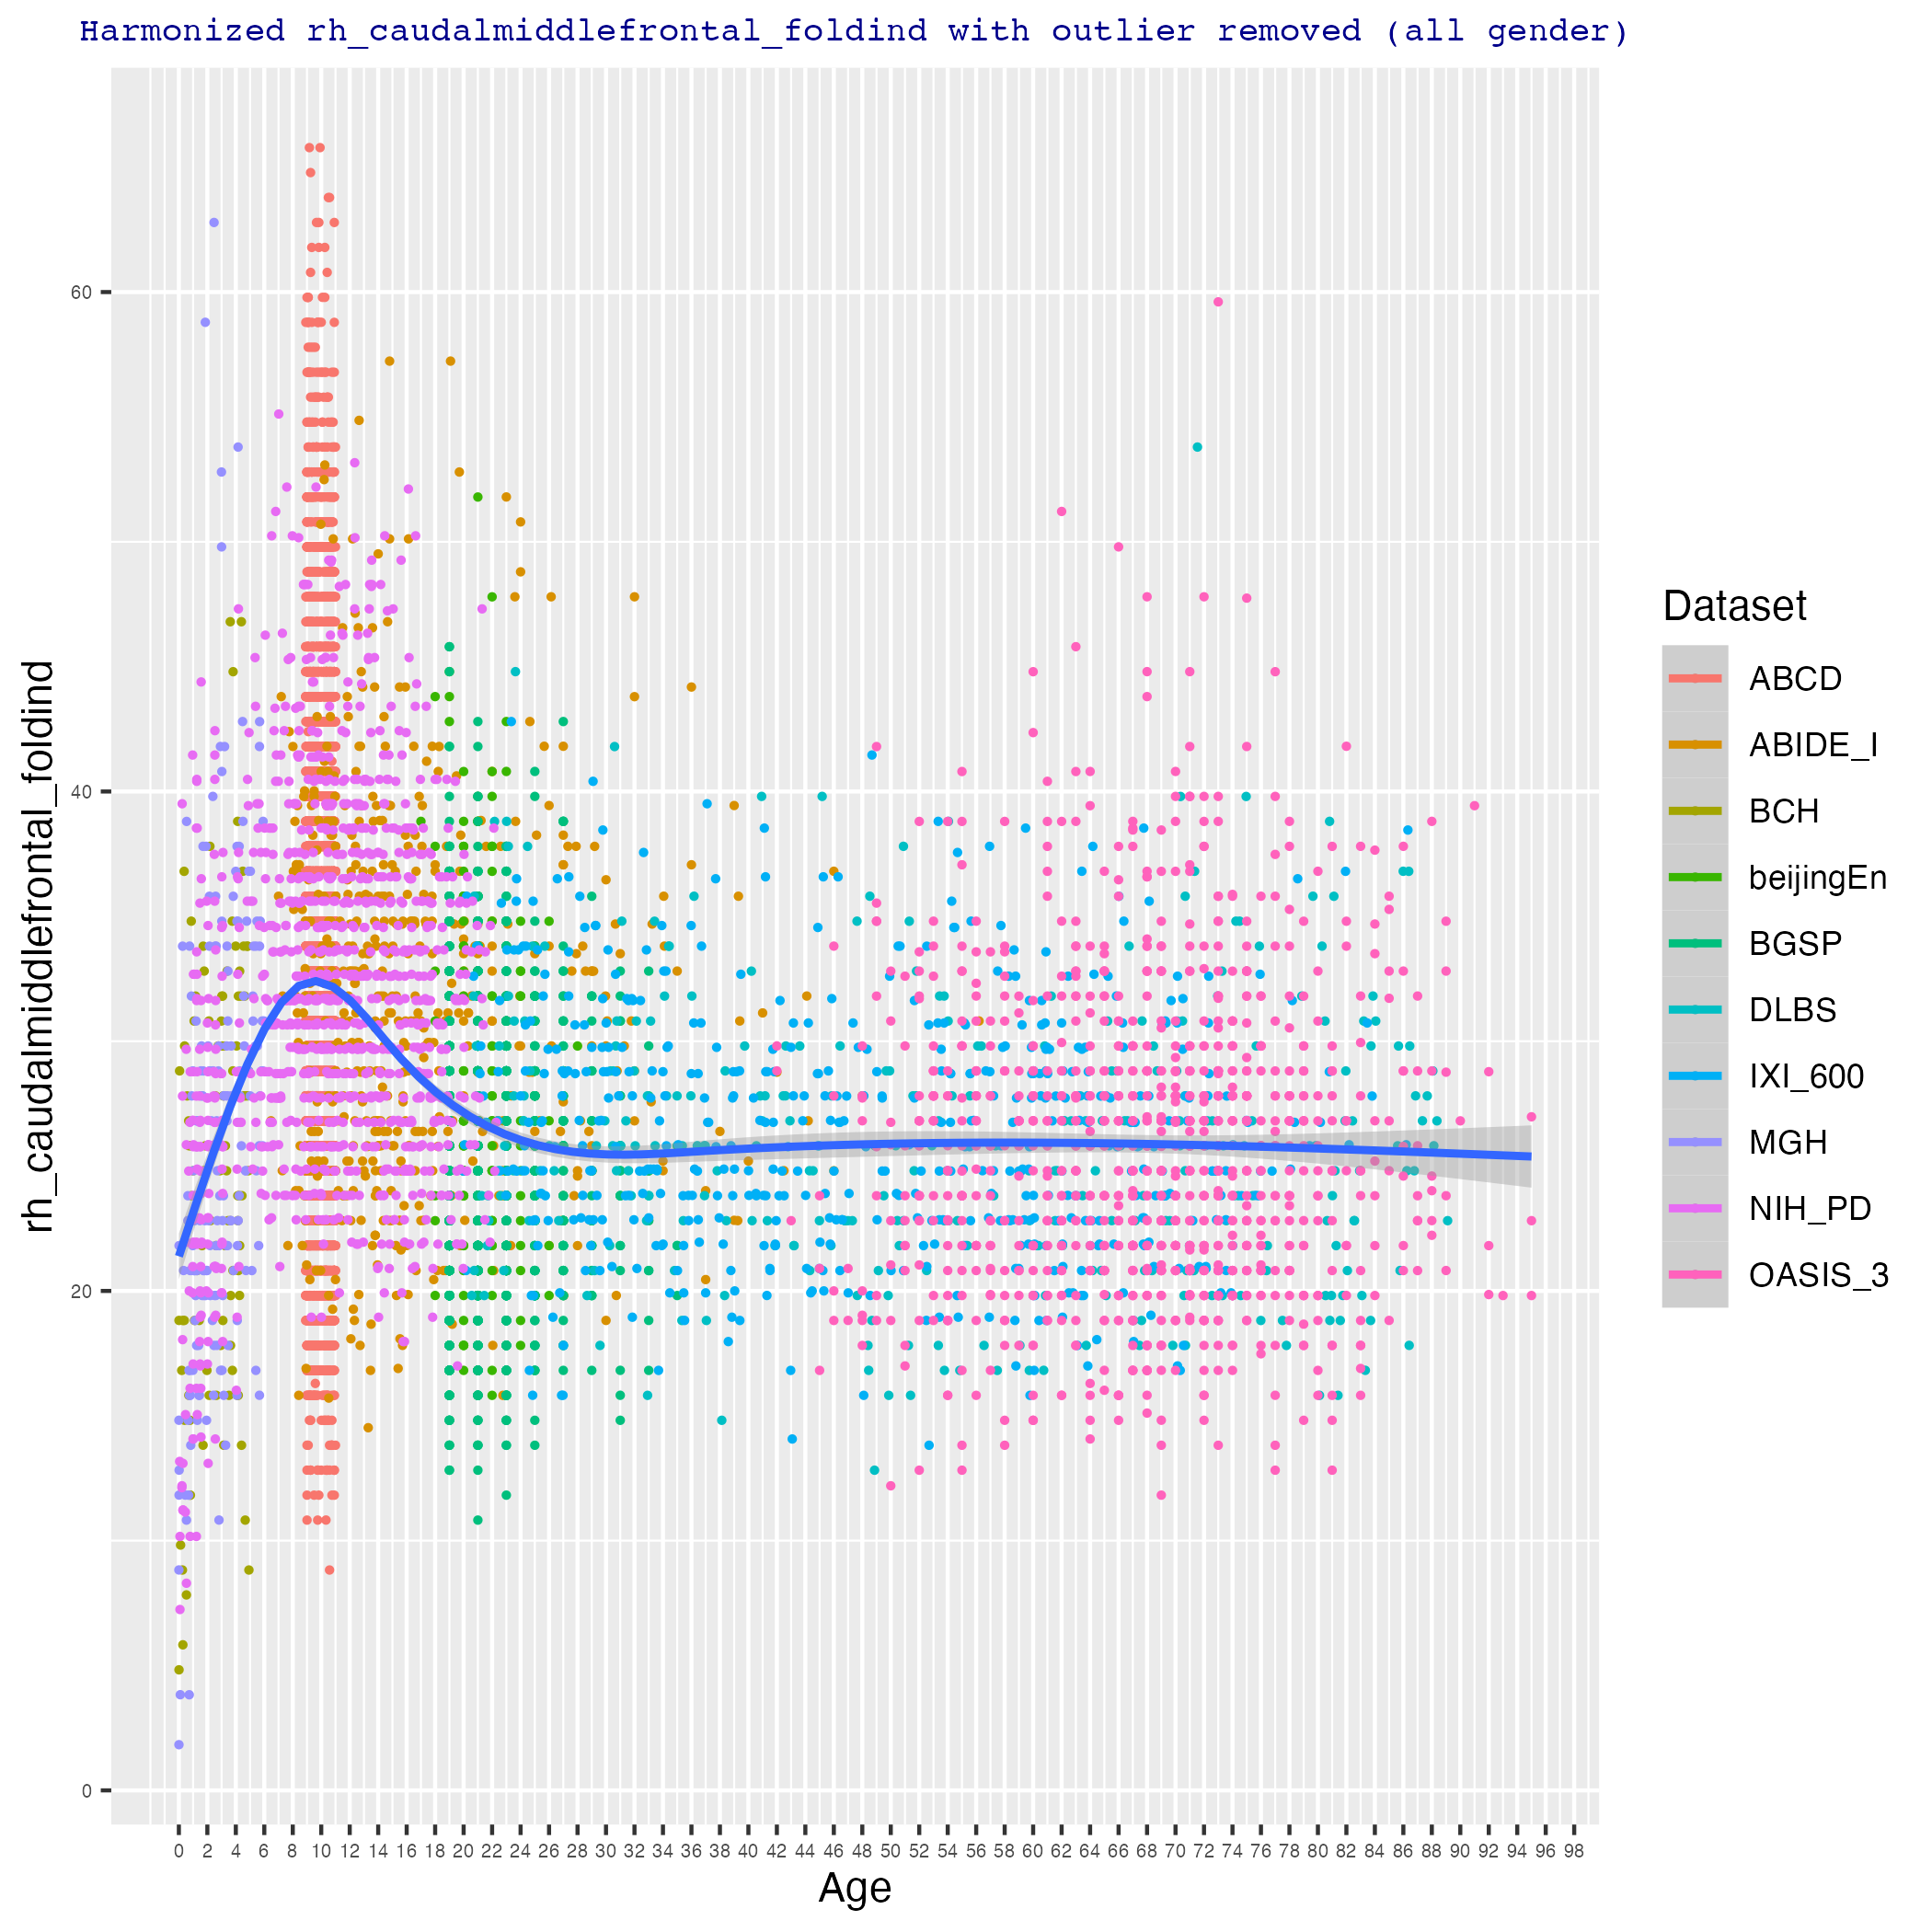 Harmonized rh_caudalmiddlefrontal_foldind with outlier removed (all gender)
rh_caudalmiddlefrontal_foldind
60
40
20
0
0 2 4 6 8 10 12 14 16 18 20 22 24 26 28 30 32 34 36 38 40 42 44 46 48 50 52 54 56 58 60 62 64 66 68 70 72 74 76 78 80 82 84 86 88 90 92 94 96 98
Age
Dataset
ABCD
ABIDE_I
BCH
beijingEn
BGSP
DLBS
IXI_600
MGH
NIH_PD
OASIS_3